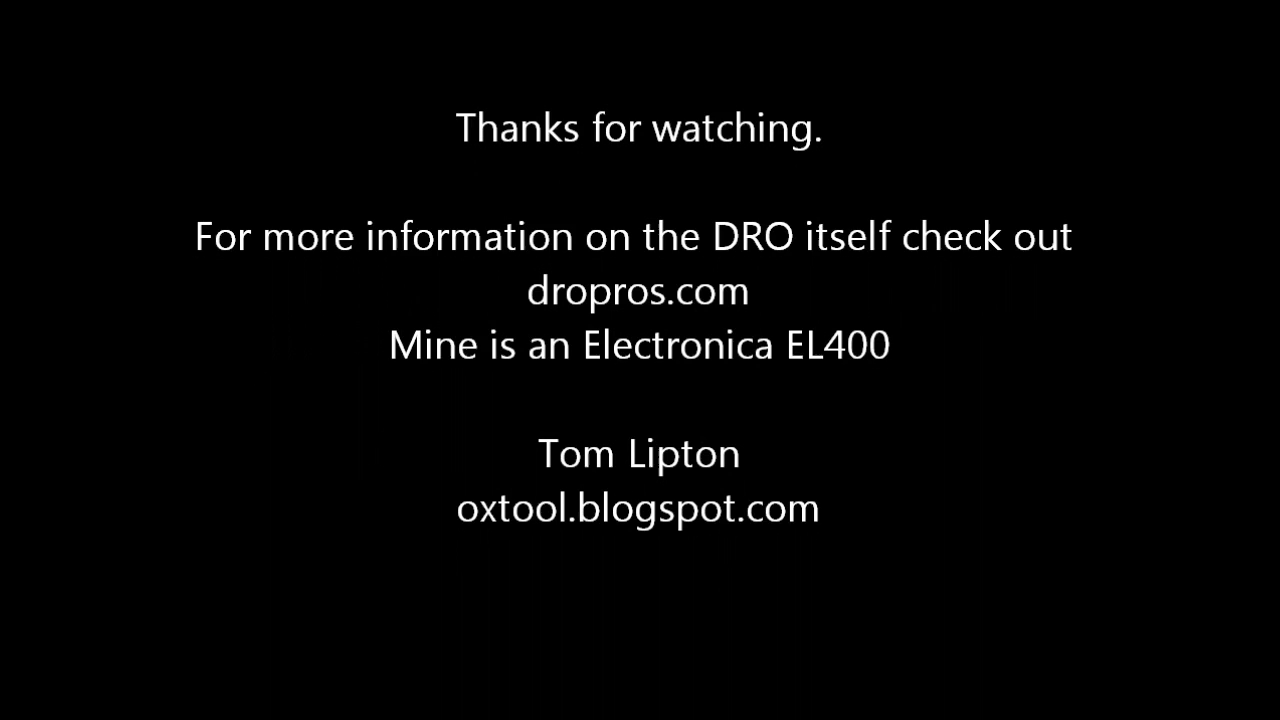 Thanks for watching.
For more information on the DRO itself check out
dropros.com
Mine is an Electronica EL400
Tom Lipton
oxtool.blogspot.com